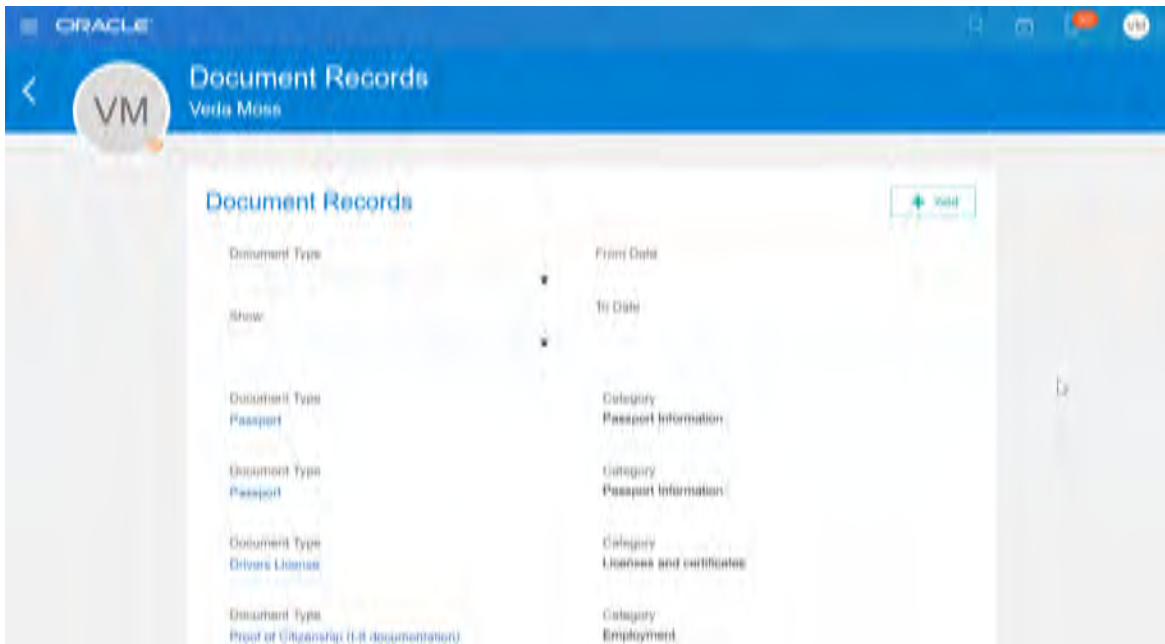 ORACLE
VM
Document Records
Veda Moss
VM
Document Records
Add
Document Type
From Date
Show
To Date
Document Type
Category
Passport
Passport Information
Document Type
Category
Passport
Passport Information
Document Type
Category
Drivers License
Licenses and certificates
Document Type
Category
Proof of Citizenship (I-9 documentation)
Employment